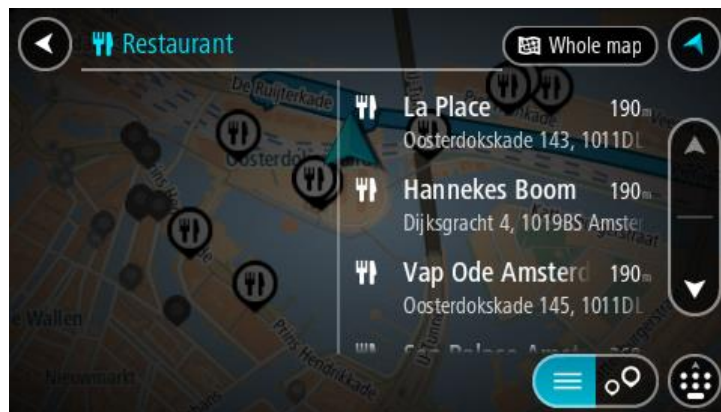 Restaurant
Whole map
De Ruijterkade
La Place 190m
Oosterdokskade 143, 1011DL
Hannekes Boom 190m
Dijksgracht 4, 1019BS Amster
Vap Ode Amsterd 190m
Oosterdokskade 145, 1011DL
Prins Hendrikkade
Nieuwmarkt
e Wallen